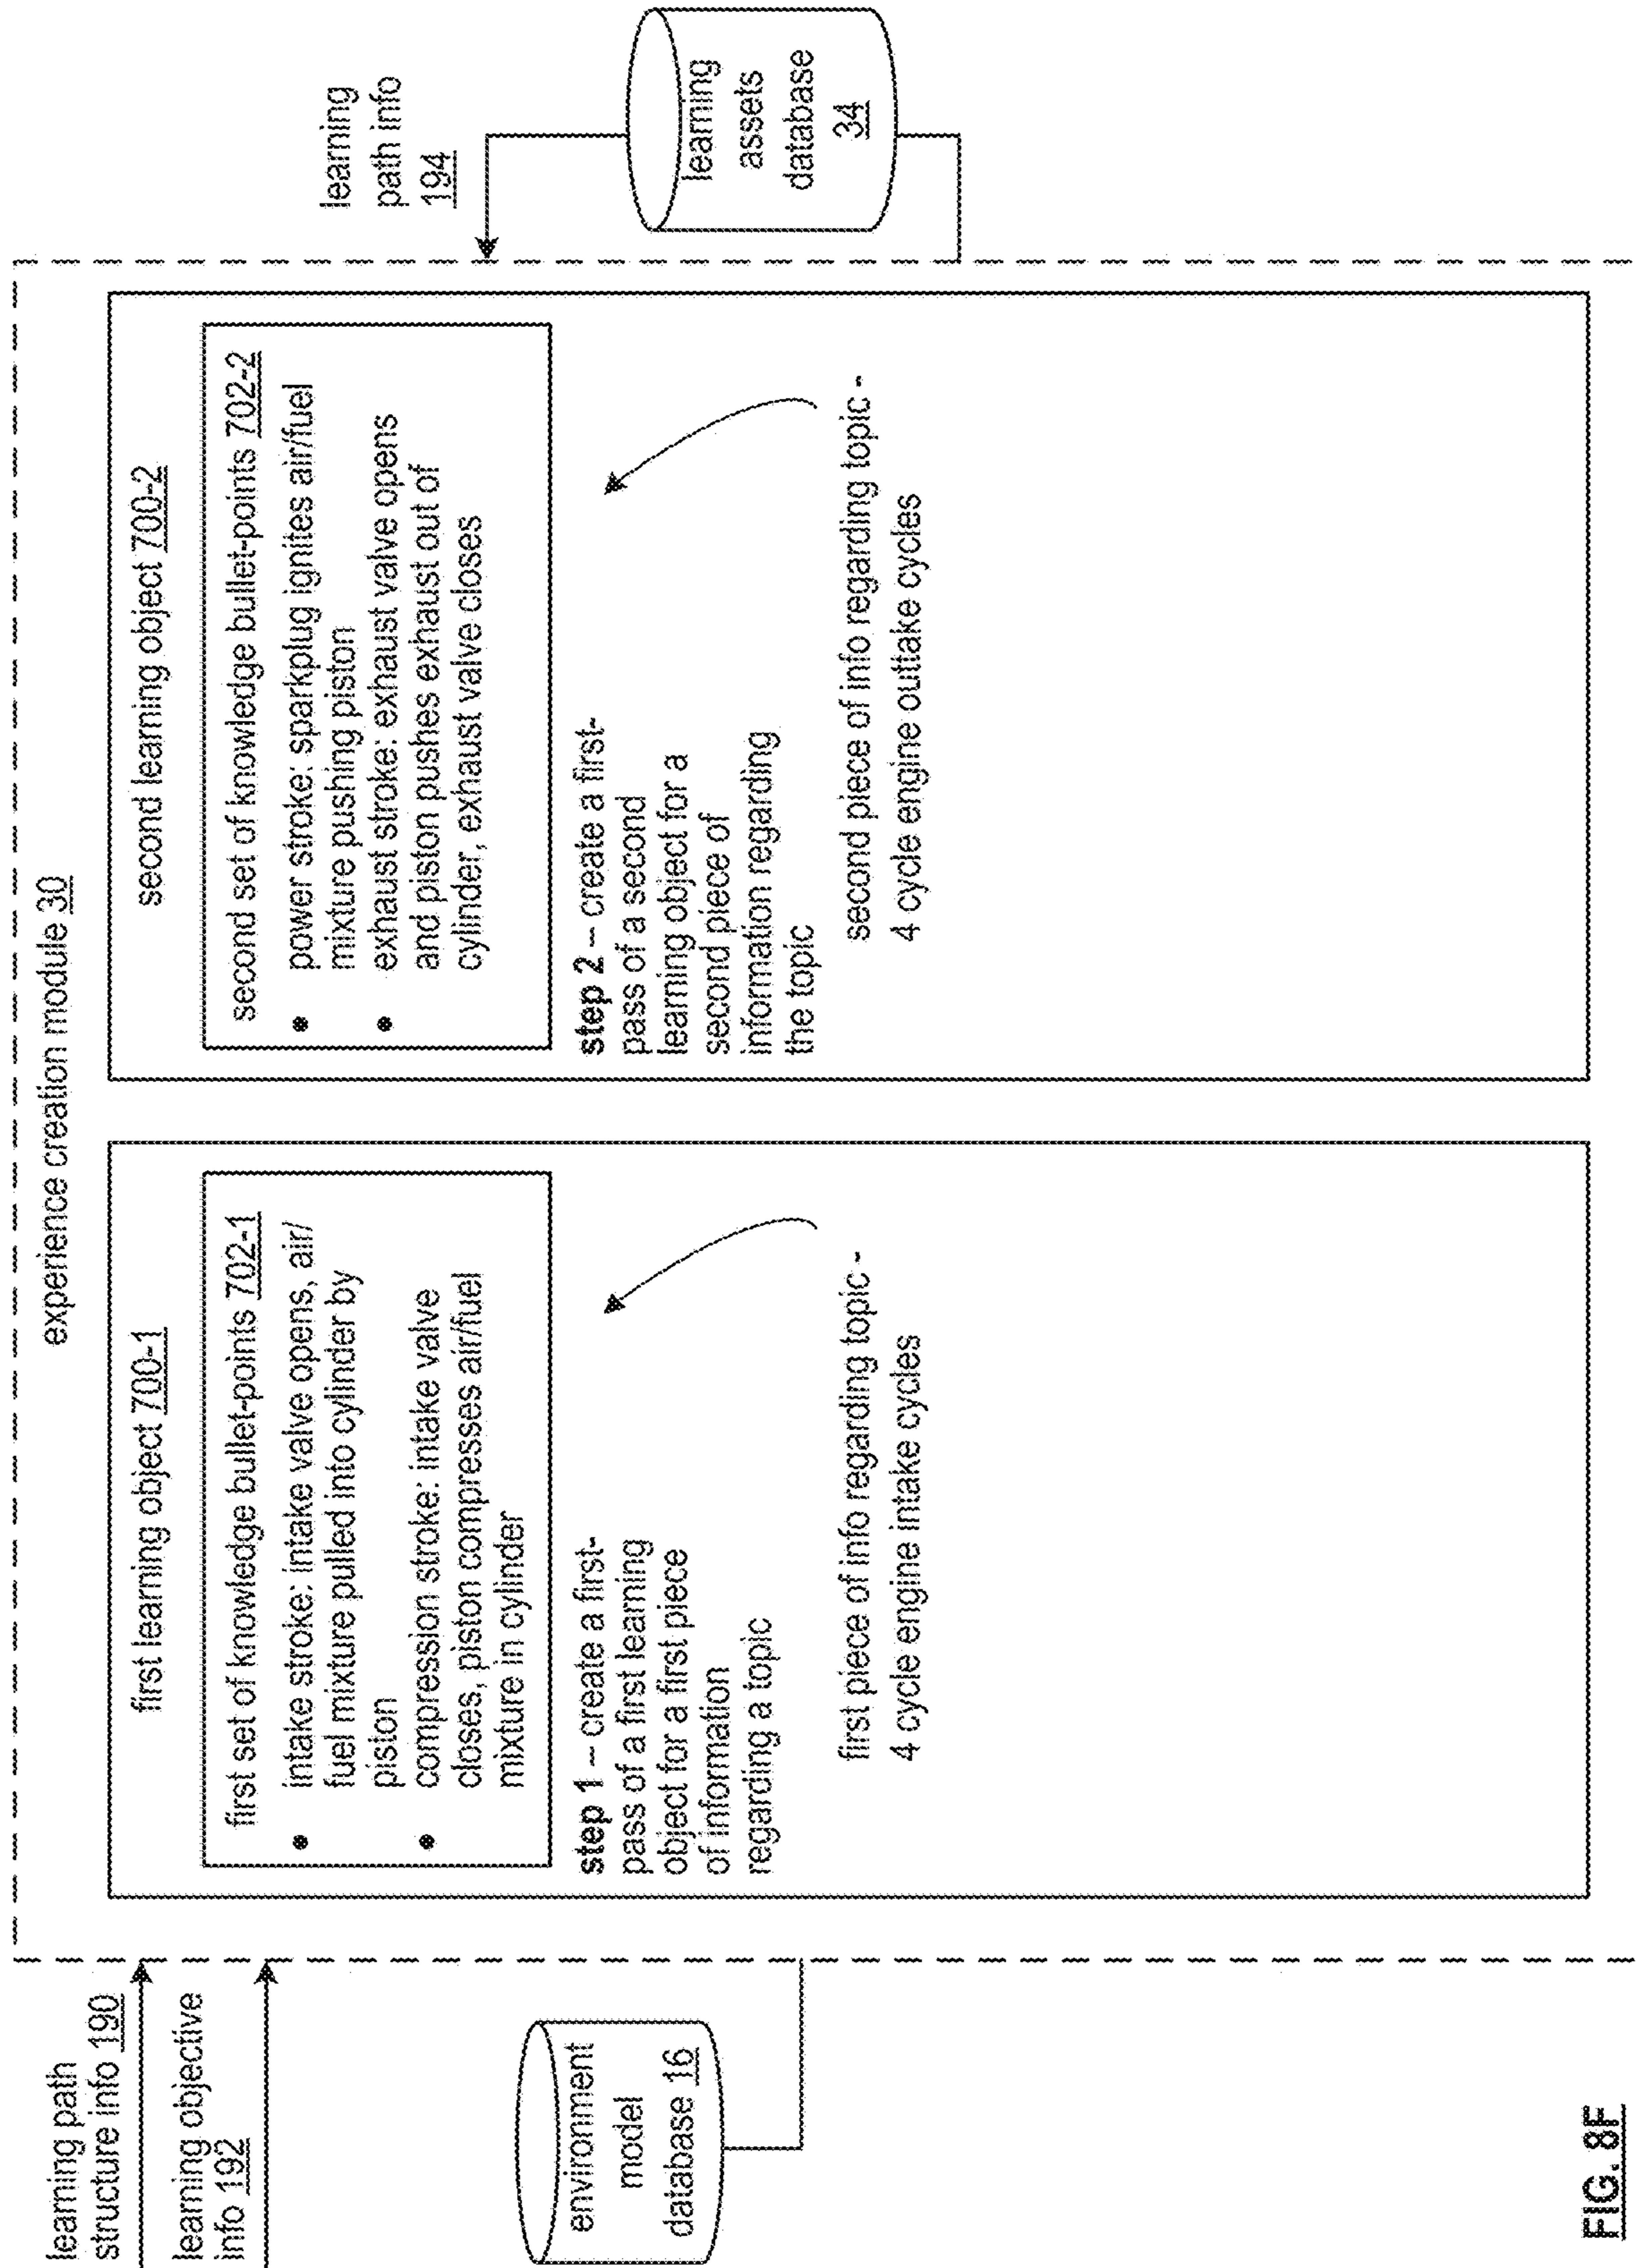 learning path
structure info 190
learning objective
info 192
environment
model
database 16
experience creation module 30
first learning object 700-1
first set of knowledge bullet-points 702-1
• intake stroke: intake valve opens, air/
fuel mixture pulled into cylinder by
piston
• compression stroke: intake valve
closes, piston compresses air/fuel
mixture in cylinder
step 1 – create a first-
pass of a first learning
object for a first piece
of information
regarding a topic
first piece of info regarding topic -
4 cycle engine intake cycles
second learning object 700-2
second set of knowledge bullet-points 702-2
• power stroke: sparkplug ignites air/fuel
mixture pushing piston
• exhaust stroke: exhaust valve opens
and piston pushes exhaust out of
cylinder, exhaust valve closes
step 2 – create a first-
pass of a second
learning object for a
second piece of
information regarding
the topic
second piece of info regarding topic -
4 cycle engine outtake cycles
learning
path info
194
learning
assets
database
34
FIG. 8F